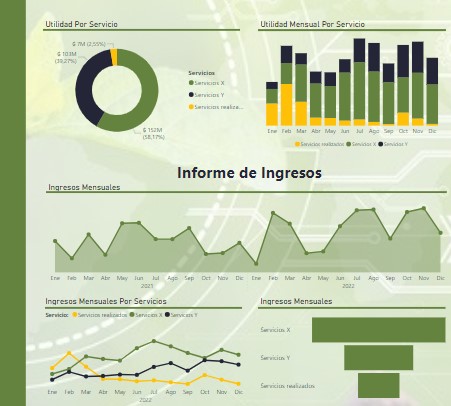 Utilidad Por Servicio
Utilidad Mensual Por Servicio
$ 7M (2,55%)
$ 103M
(39,27%)
$ 152M
(58,17%)
Servicios
Servicios X
Servicios Y
Servicios realiza...
Ene Feb Mar Abr May Jun Jul Ago Sep Oct Nov Dic
Servicios realizados Servicios X Servicios Y
Informe de Ingresos
Ingresos Mensuales
Ene Feb Mar Abr May Jun Jul Ago Sep Oct Nov Dic Ene Feb Mar Abr May Jun Jul Ago Sep Oct Nov Dic
2022
Ingresos Mensuales Por Servicios
Ingresos Mensuales
Servicio: Servicios realizados Servicios X Servicios Y
Ene Feb Mar Abr May Jun Jul Ago Sep Oct Nov Dic
2022
Servicios X
Servicios Y
Servicios realizados